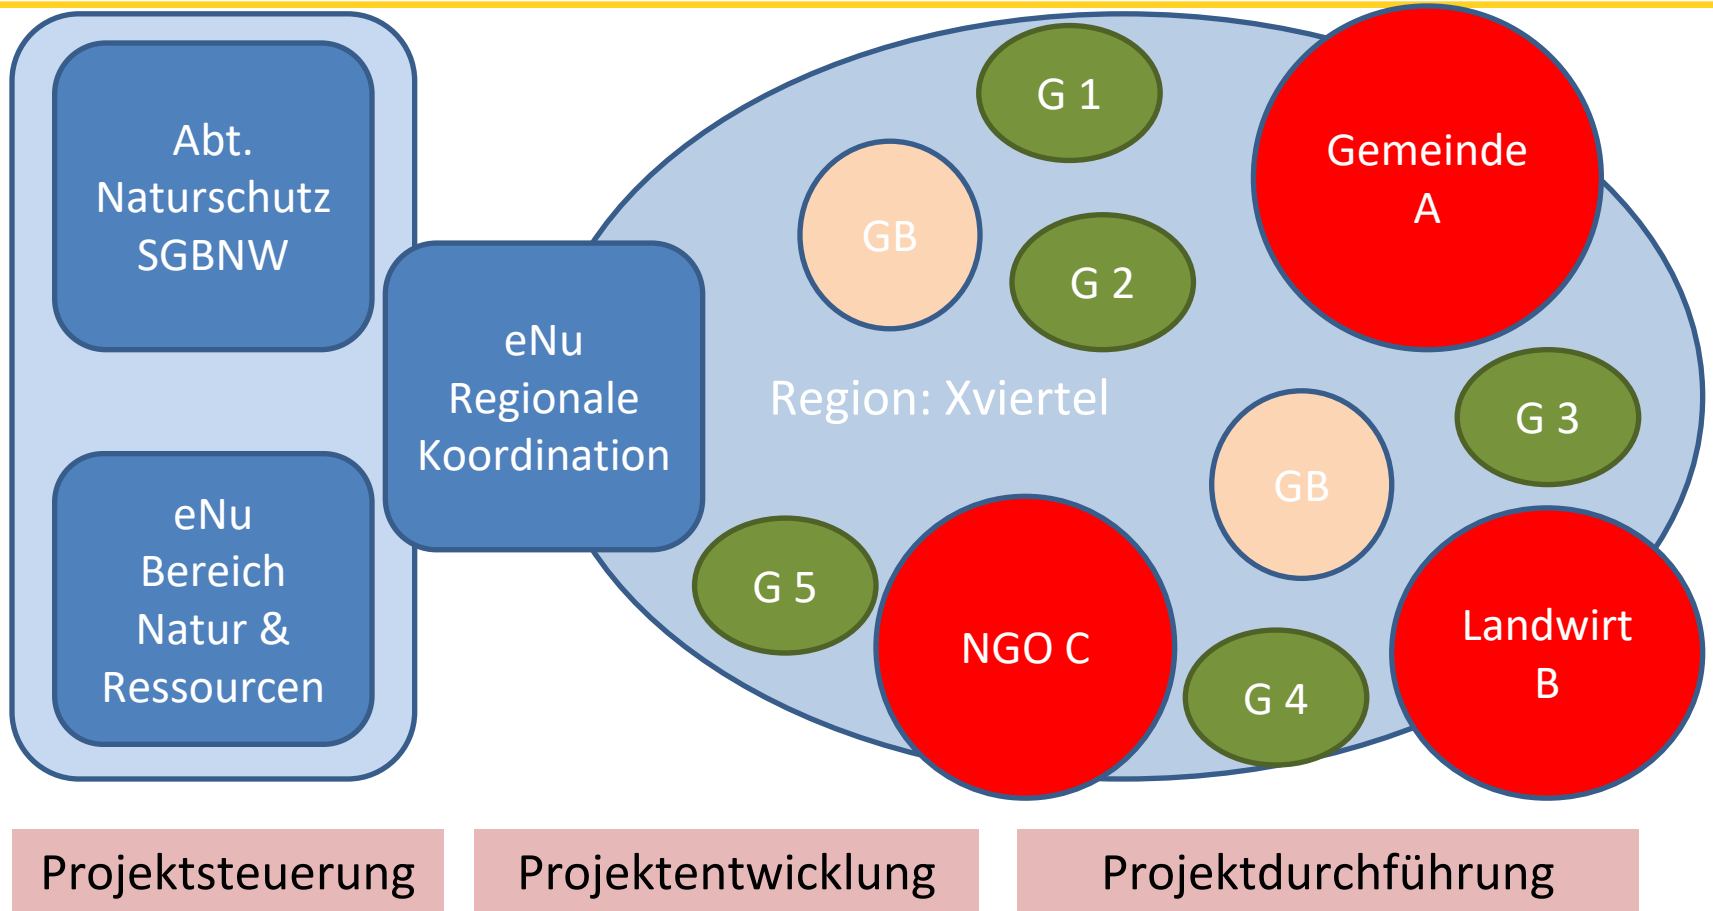 Abt.
Naturschutz
SGBNW
eNu
Bereich
Natur &
Ressourcen
eNu
Regionale
Koordination
Region: Xviertel
G 1
GB
G 2
Gemeinde
A
G 3
GB
G 5
NGO C
G 4
Landwirt
B
Projektsteuerung
Projektentwicklung
Projektdurchführung